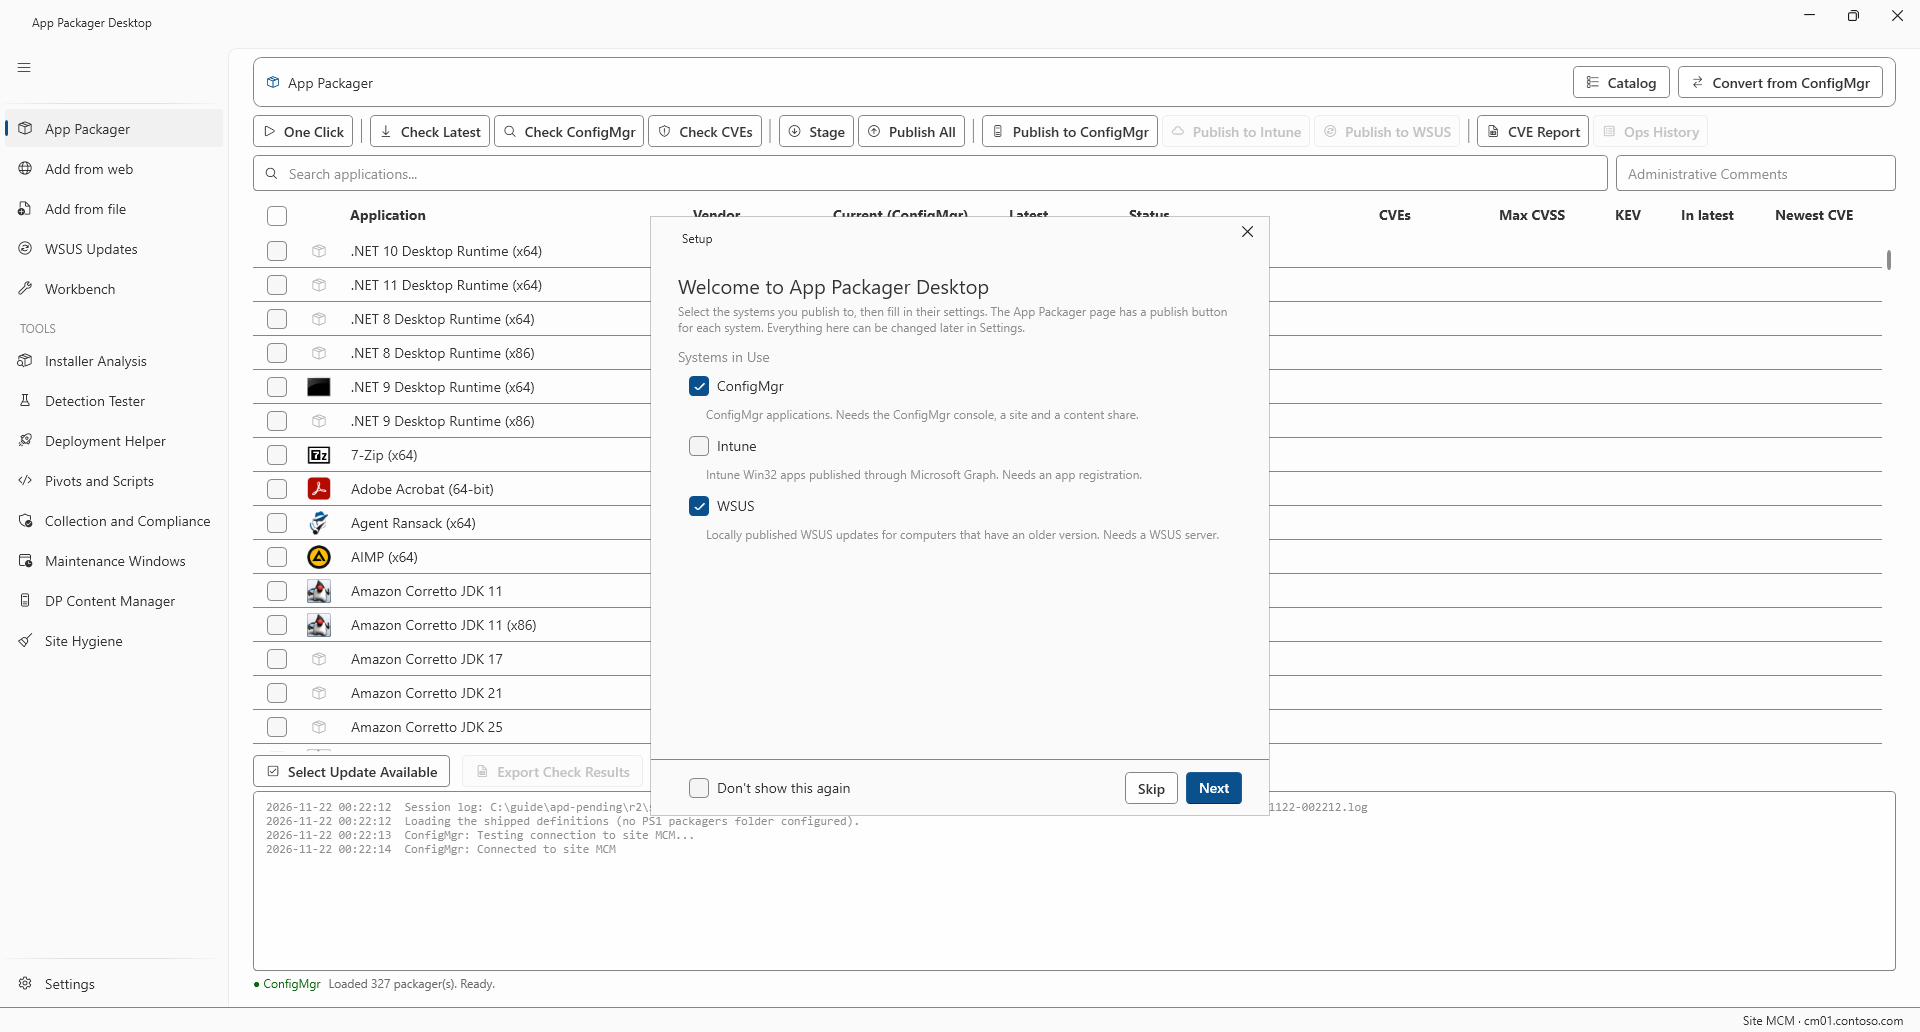 App Packager Desktop
App Packager
Add from web
Add from file
WSUS Updates
Workbench
TOOLS
Installer Analysis
Detection Tester
Deployment Helper
Pivots and Scripts
Collection and Compliance
Maintenance Windows
DP Content Manager
Site Hygiene
Settings
App Packager
Catalog
Convert from ConfigMgr
One Click
Check Latest
Check ConfigMgr
Check CVEs
Stage
Publish All
Publish to ConfigMgr
Publish to Intune
Publish to WSUS
CVE Report
Ops History
Search applications...
Administrative Comments
Application Vendor Current (ConfigMgr) Latest Status CVEs Max CVSS KEV In latest Newest CVE
.NET 10 Desktop Runtime (x64)
.NET 11 Desktop Runtime (x64)
.NET 8 Desktop Runtime (x64)
.NET 8 Desktop Runtime (x86)
.NET 9 Desktop Runtime (x64)
.NET 9 Desktop Runtime (x86)
7z 7-Zip (x64)
Adobe Acrobat (64-bit)
Agent Ransack (x64)
AIMP (x64)
Amazon Corretto JDK 11
Amazon Corretto JDK 11 (x86)
Amazon Corretto JDK 17
Amazon Corretto JDK 21
Amazon Corretto JDK 25
Setup
Welcome to App Packager Desktop
Select the systems you publish to, then fill in their settings. The App Packager page has a publish button
for each system. Everything here can be changed later in Settings.
Systems in Use
ConfigMgr
ConfigMgr applications. Needs the ConfigMgr console, a site and a content share.
Intune
Intune Win32 apps published through Microsoft Graph. Needs an app registration.
WSUS
Locally published WSUS updates for computers that have an older version. Needs a WSUS server.
Don't show this again
Skip
Next
Select Update Available
Export Check Results
2026-11-22 00:22:12 Session log: C:\guide\apd-pending\r2\ 1122-002212.log
2026-11-22 00:22:12 Loading the shipped definitions (no PS1 packagers folder configured).
2026-11-22 00:22:13 ConfigMgr: Testing connection to site MCM...
2026-11-22 00:22:14 ConfigMgr: Connected to site MCM
ConfigMgr Loaded 327 packager(s). Ready.
Site MCM · cm01.contoso.com